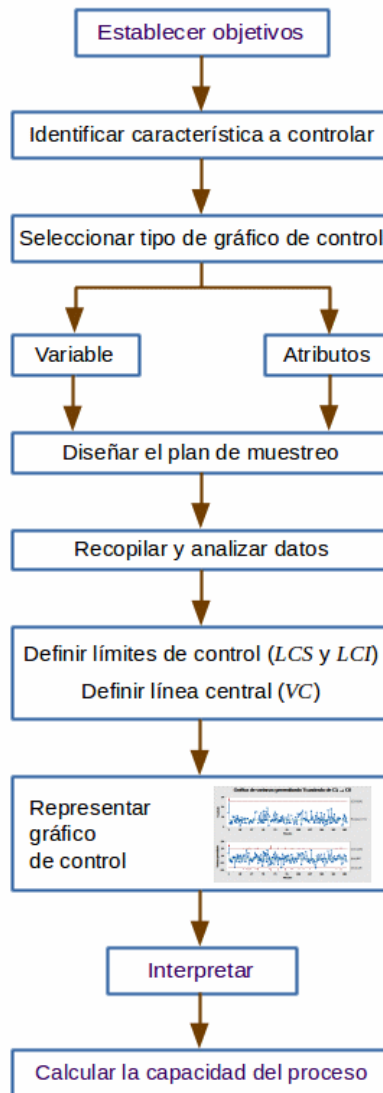 Establecer objetivos
Identificar característica a controlar
Seleccionar tipo de gráfico de control
Variable
Atributos
Diseñar el plan de muestreo
Recopilar y analizar datos
Definir límites de control (LCS y LCI)
Definir línea central (VC)
Representar
gráfico
de control
Interpretar
Calcular la capacidad del proceso